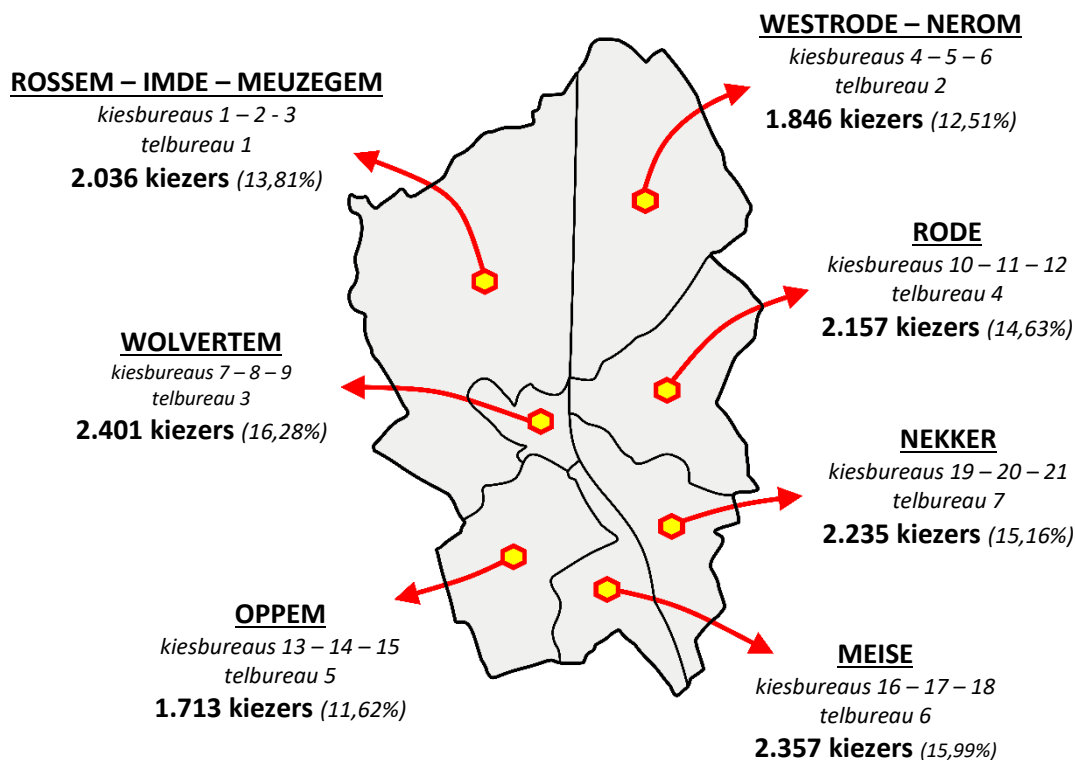 WESTRODE – NEROM
kiesbureaus 4 – 5 – 6
telbureau 2
1.846 kiezers (12,51%)
ROSSEM – IMDE – MEUZEGEM
kiesbureaus 1 – 2 - 3
telbureau 1
2.036 kiezers (13,81%)
RODE
kiesbureaus 10 – 11 – 12
telbureau 4
2.157 kiezers (14,63%)
WOLVERTEM
kiesbureaus 7 – 8 – 9
telbureau 3
2.401 kiezers (16,28%)
NEKKER
kiesbureaus 19 – 20 – 21
telbureau 7
2.235 kiezers (15,16%)
OPPEM
kiesbureaus 13 – 14 – 15
telbureau 5
1.713 kiezers (11,62%)
MEISE
kiesbureaus 16 – 17 – 18
telbureau 6
2.357 kiezers (15,99%)